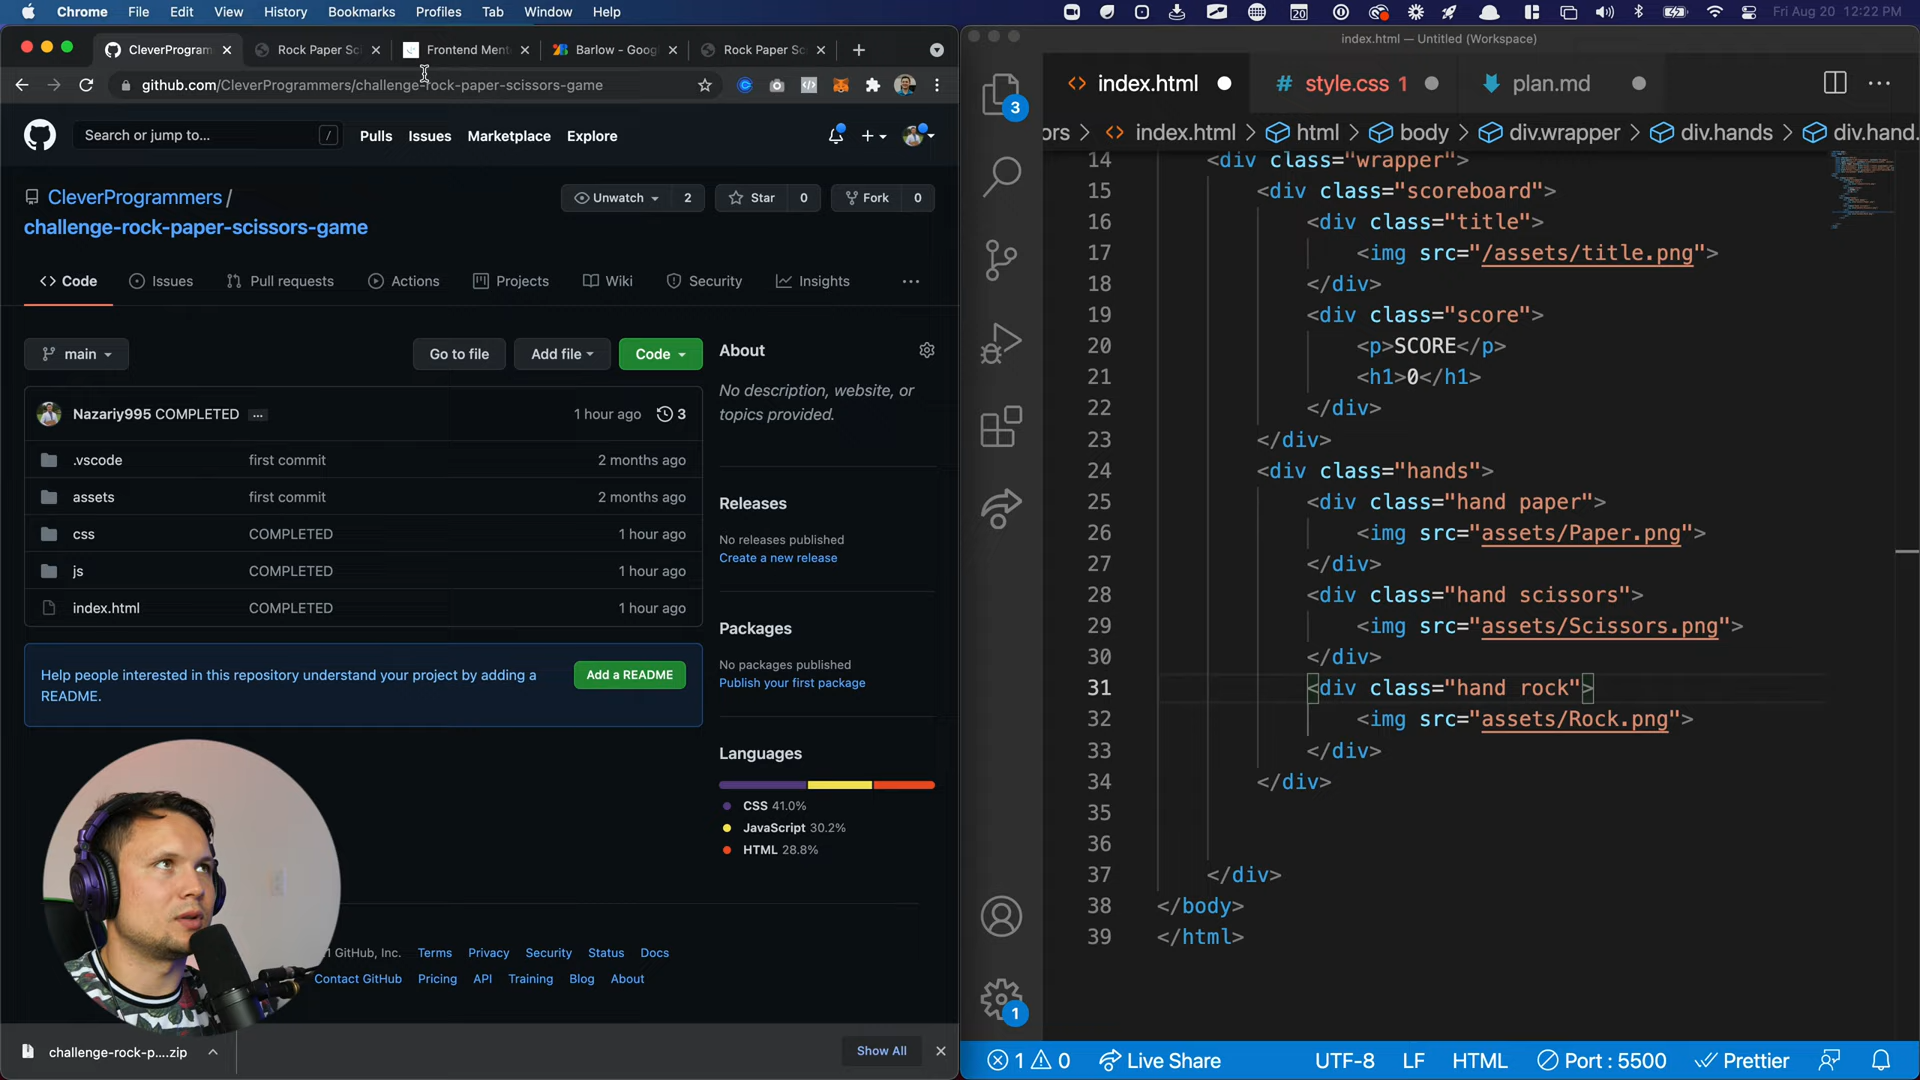 Chrome File Edit View History Bookmarks Profiles Tab Window Help
20 Fri Aug 20 12:22 PM
CleverProgram
Rock Paper Sci
Frontend Ment
Barlow - Goog
Rock Paper Sc
github.com/CleverProgrammers/challenge-rock-paper-scissors-game
Search or jump to... /
Pulls Issues Marketplace Explore
CleverProgrammers /
challenge-rock-paper-scissors-game
Unwatch 2
Star 0
Fork 0
Code Issues Pull requests Actions Projects Wiki Security Insights ...
main
Go to file Add file Code
Nazariy995 COMPLETED ... 1 hour ago 3
.vscode first commit 2 months ago
assets first commit 2 months ago
css COMPLETED 1 hour ago
js COMPLETED 1 hour ago
index.html COMPLETED 1 hour ago
Help people interested in this repository understand your project by adding a
README.
Add a README
About
No description, website, or
topics provided.
Releases
No releases published
Create a new release
Packages
No packages published
Publish your first package
Languages
CSS 41.0%
JavaScript 30.2%
HTML 28.8%
1 GitHub, Inc. Terms Privacy Security Status Docs
Contact GitHub Pricing API Training Blog About
challenge-rock-p....zip
Show All
index.html — Untitled (Workspace)
3
<> index.html
# style.css 1
plan.md
...
ors > <> index.html > html > body > div.wrapper > div.hands > div.hand.
14 <div class="wrapper">
15 <div class="scoreboard">
16 <div class="title">
17 <img src="/assets/title.png">
18 </div>
19 <div class="score">
20 <p>SCORE</p>
21 <h1>0</h1>
22 </div>
23 </div>
24 <div class="hands">
25 <div class="hand paper">
26 <img src="assets/Paper.png">
27 </div>
28 <div class="hand scissors">
29 <img src="assets/Scissors.png">
30 </div>
31 <div class="hand rock">
32 <img src="assets/Rock.png">
33 </div>
34 </div>
35
36
37 </div>
38 </body>
39 </html>
1
1 0 Live Share UTF-8 LF HTML Port : 5500 Prettier